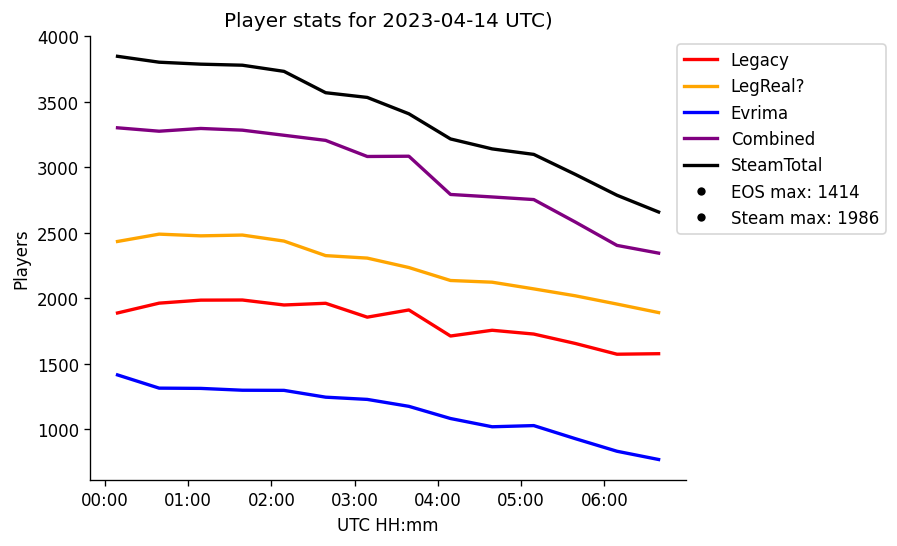 Player stats for 2023-04-14 UTC)
4000
3500
3000
2500
2000
1500
1000
Players
00:00 01:00 02:00 03:00 04:00 05:00 06:00
UTC HH:mm
Legacy
LegReal?
Evrima
Combined
SteamTotal
EOS max: 1414
Steam max: 1986